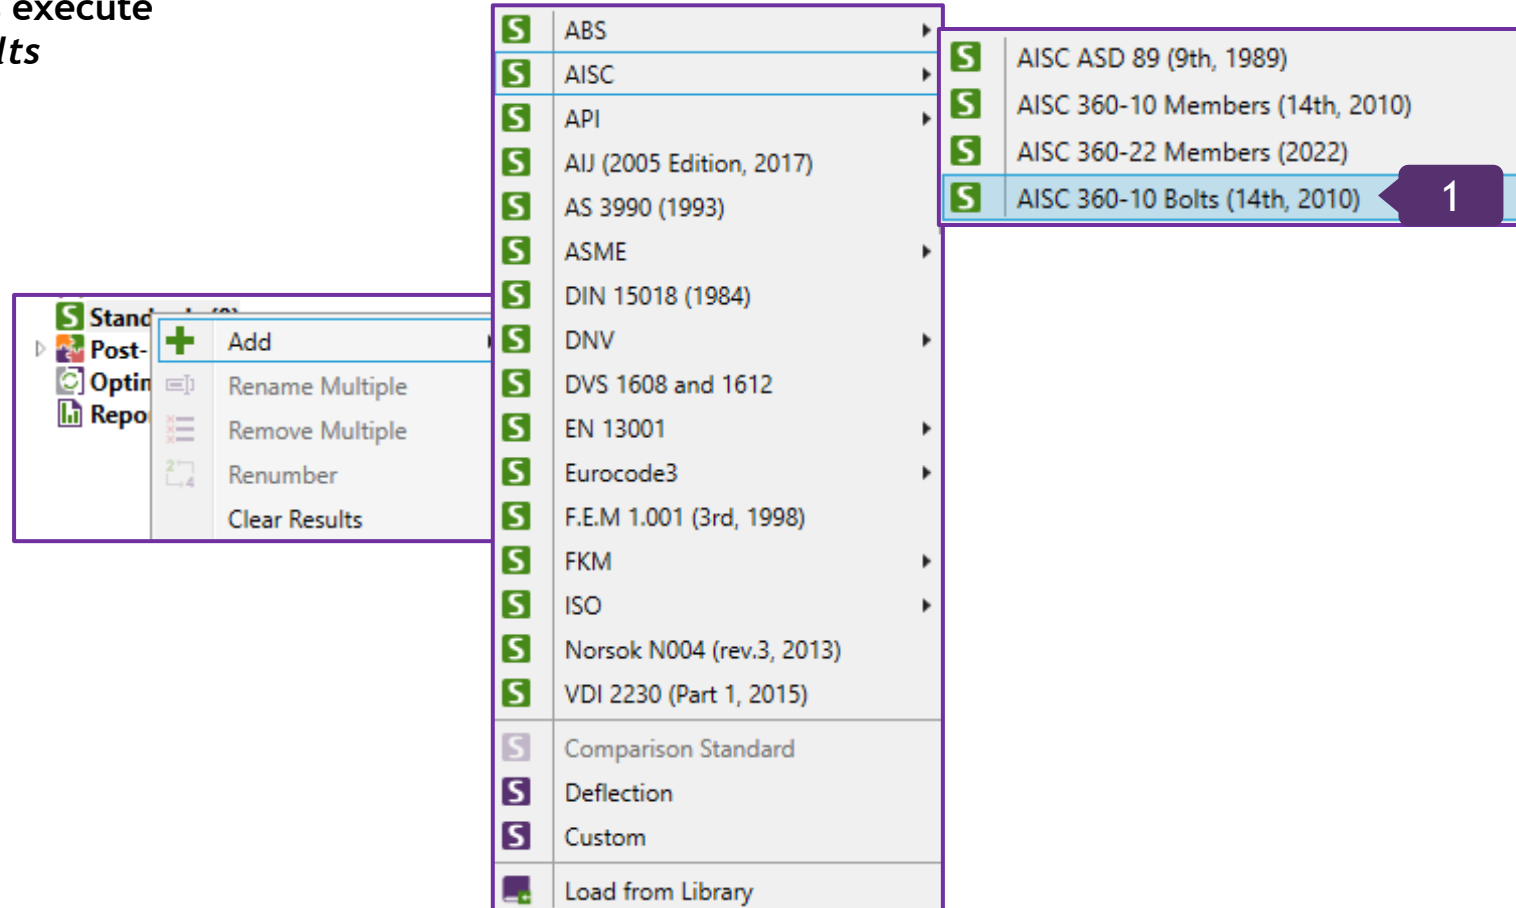 execute
lts
Standards (0)
Post-
Optin
Repo
Add
Rename Multiple
Remove Multiple
Renumber
Clear Results
ABS
AISC
API
AIJ (2005 Edition, 2017)
AS 3990 (1993)
ASME
DIN 15018 (1984)
DNV
DVS 1608 and 1612
EN 13001
Eurocode3
F.E.M 1.001 (3rd, 1998)
FKM
ISO
Norsok N004 (rev.3, 2013)
VDI 2230 (Part 1, 2015)
Comparison Standard
Deflection
Custom
Load from Library
AISC ASD 89 (9th, 1989)
AISC 360-10 Members (14th, 2010)
AISC 360-22 Members (2022)
AISC 360-10 Bolts (14th, 2010)
1